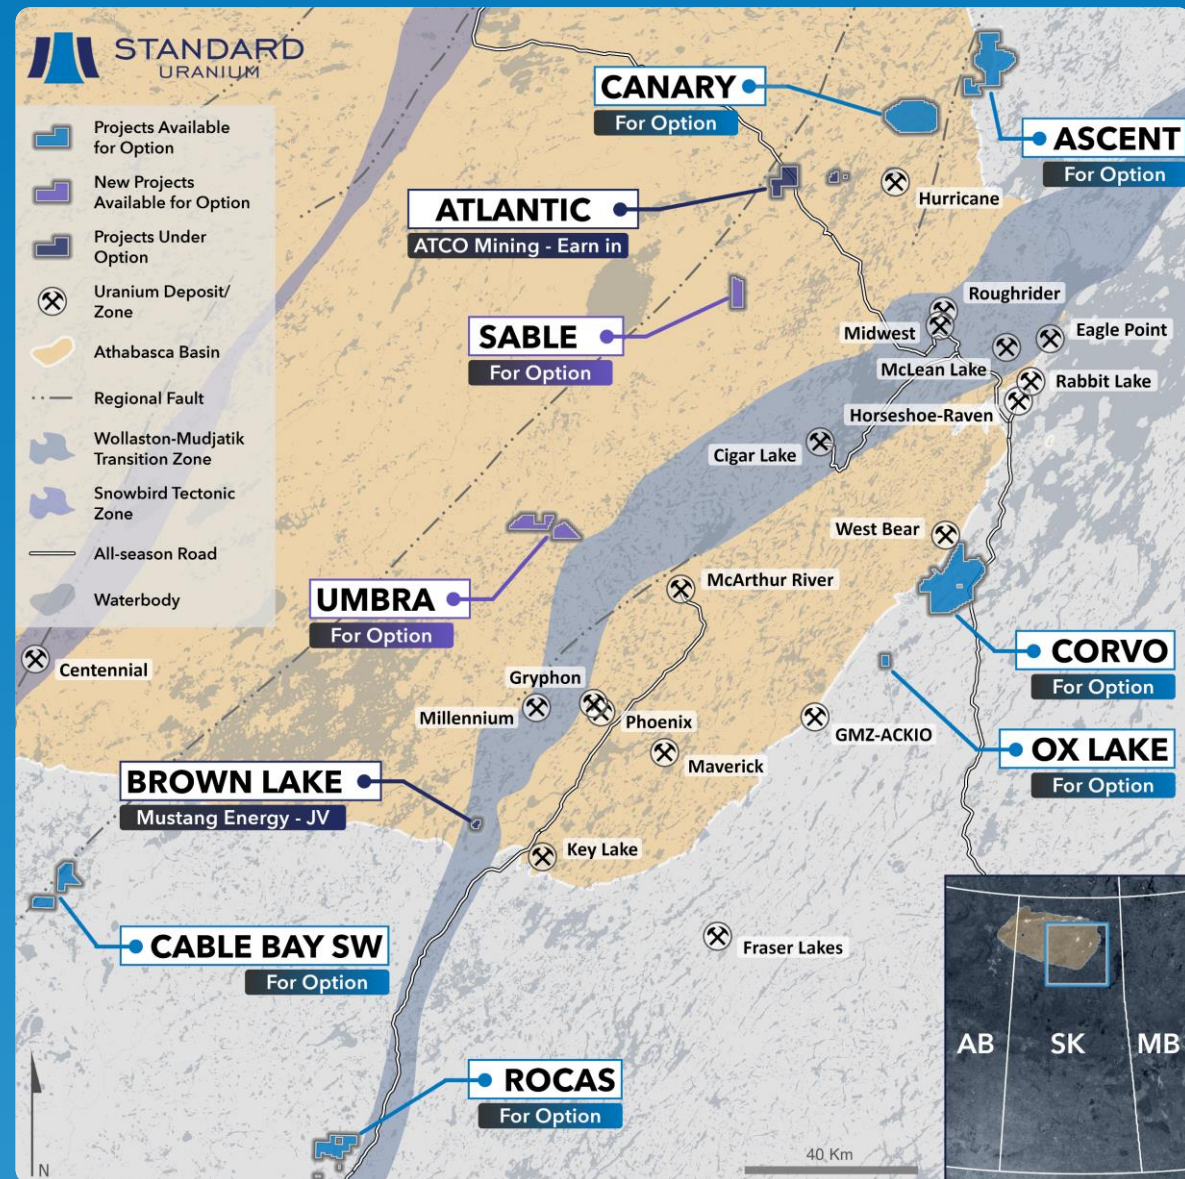 STANDARD
URANIUM
Projects Available
for Option
New Projects
Available for Option
Projects Under
Option
Uranium Deposit/
Zone
Athabasca Basin
Regional Fault
Wollaston-Mudjatik
Transition Zone
Snowbird Tectonic
Zone
All-season Road
Waterbody
CANARY
For Option
ASCENT
For Option
ATLANTIC
ATCO Mining - Earn in
Hurricane
SABLE
For Option
Roughrider
Midwest
Eagle Point
McLean Lake
Rabbit Lake
Horseshoe-Raven
Cigar Lake
West Bear
UMBRA
For Option
McArthur River
CORVO
For Option
Centennial
Gryphon
Millennium
Phoenix
GMZ-ACKIO
Maverick
OX LAKE
For Option
BROWN LAKE
Mustang Energy - JV
Key Lake
CABLE BAY SW
For Option
Fraser Lakes
ROCAS
For Option
N
40 Km
AB
SK
MB